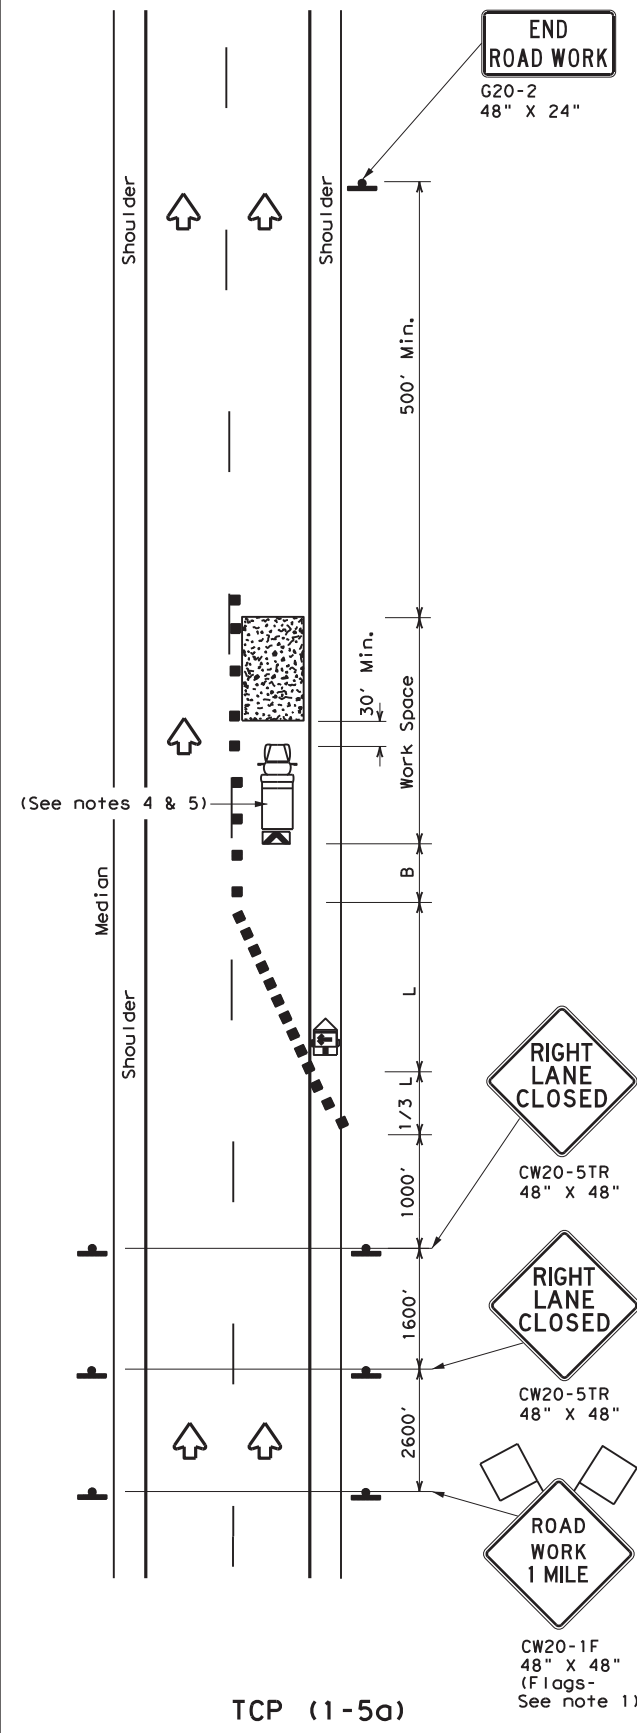 END
ROAD WORK
G20-2
48" X 24"
Shoulder
Shoulder
500' Min.
30' Min.
Work Space
(See notes 4 & 5)
B
Median
L
Shoulder
RIGHT
LANE
CLOSED
1/3 L
CW20-5TR
48" X 48"
1000'
RIGHT
LANE
CLOSED
1600'
CW20-5TR
48" X 48"
2600'
ROAD
WORK
1 MILE
CW20-1F
48" X 48"
(Flags-
See note 1)
TCP (1-5a)